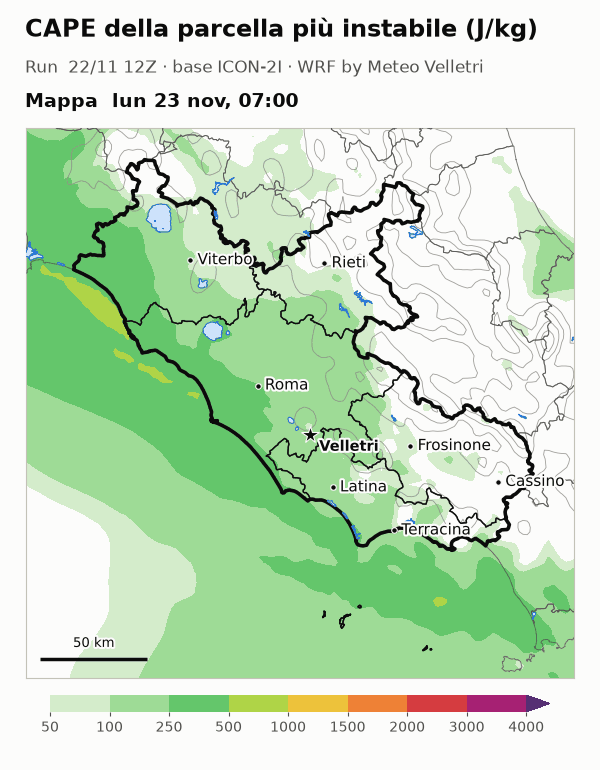 CAPE della parcella più instabile (J/kg)
Run  22/11 12Z · base ICON-2I · WRF by Meteo Velletri
Mappa  lun 23 nov, 07:00
Viterbo
Rieti
Roma
Velletri
Frosinone
Cassino
Latina
Terracina
50 km
50 100 250 500 1000 1500 2000 3000 4000